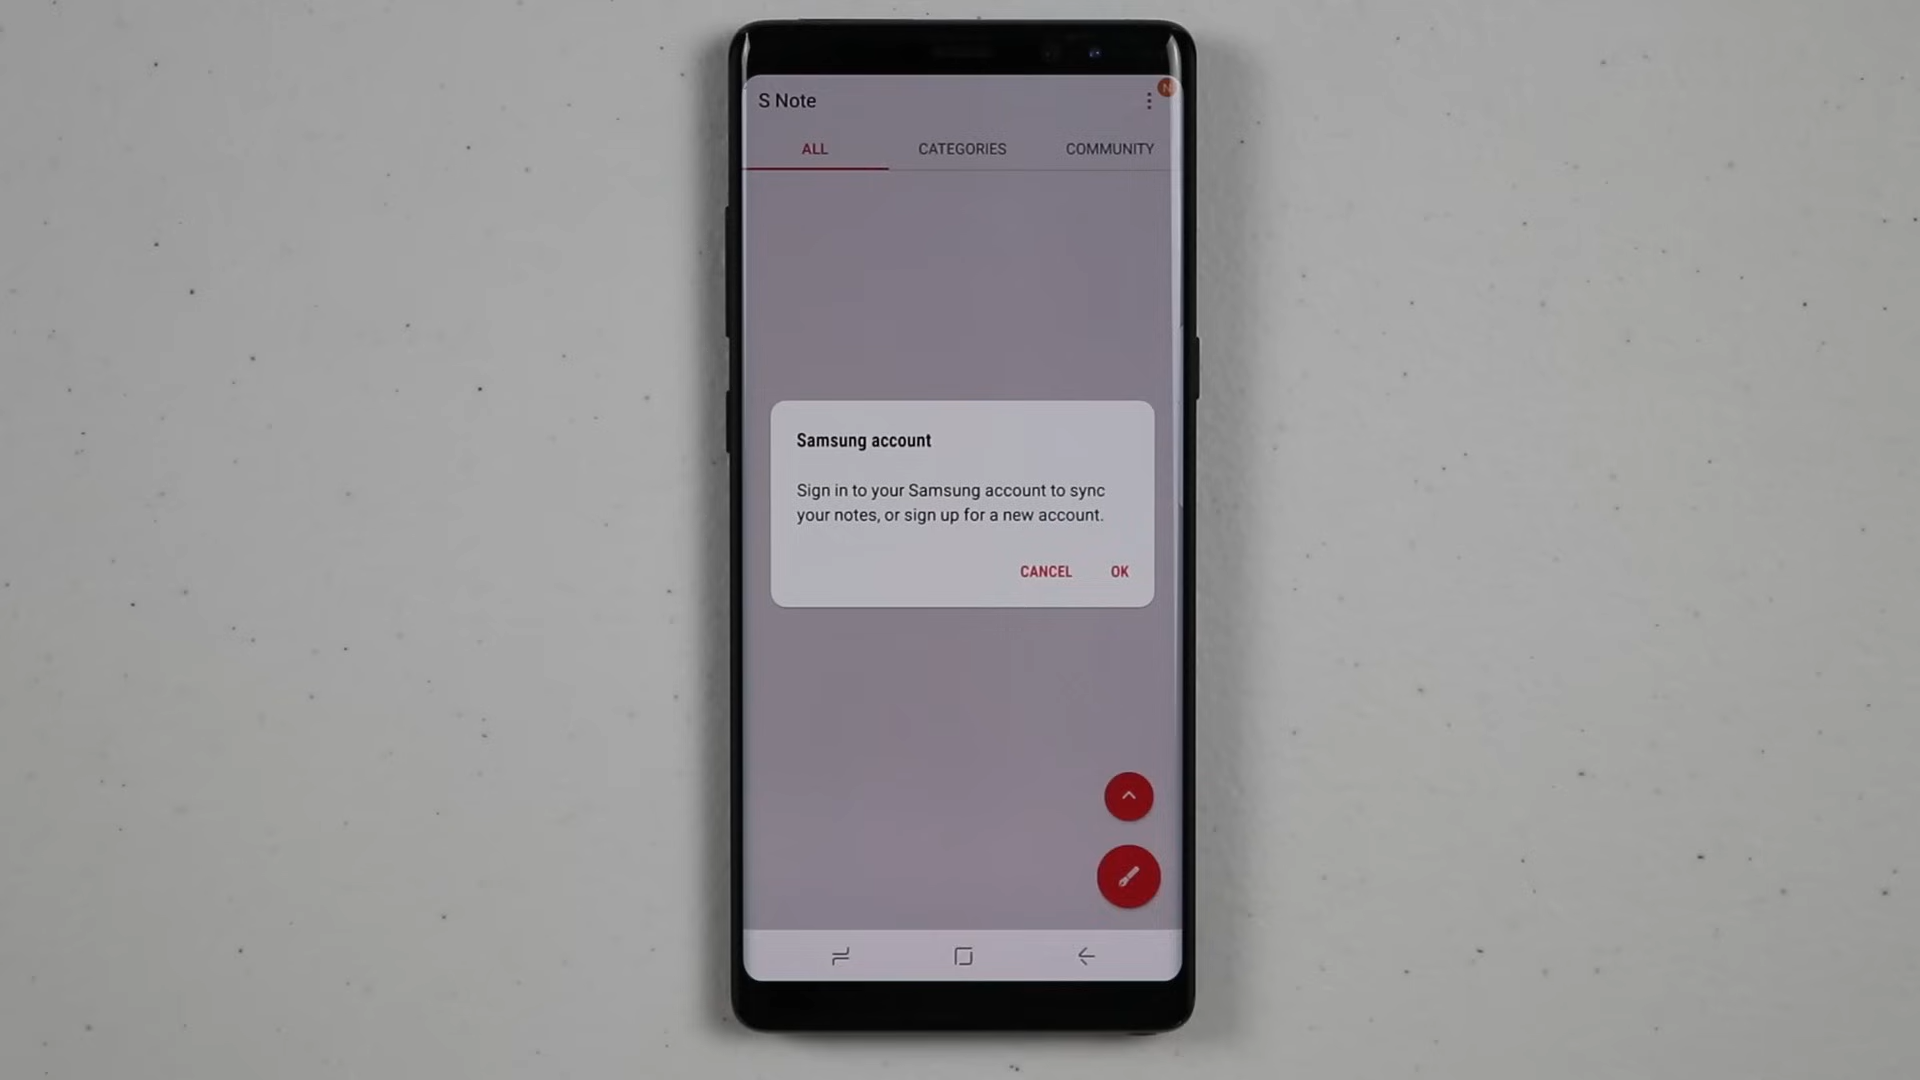 S Note
ALL CATEGORIES COMMUNITY
Samsung account
Sign in to your Samsung account to sync
your notes, or sign up for a new account.
CANCEL OK